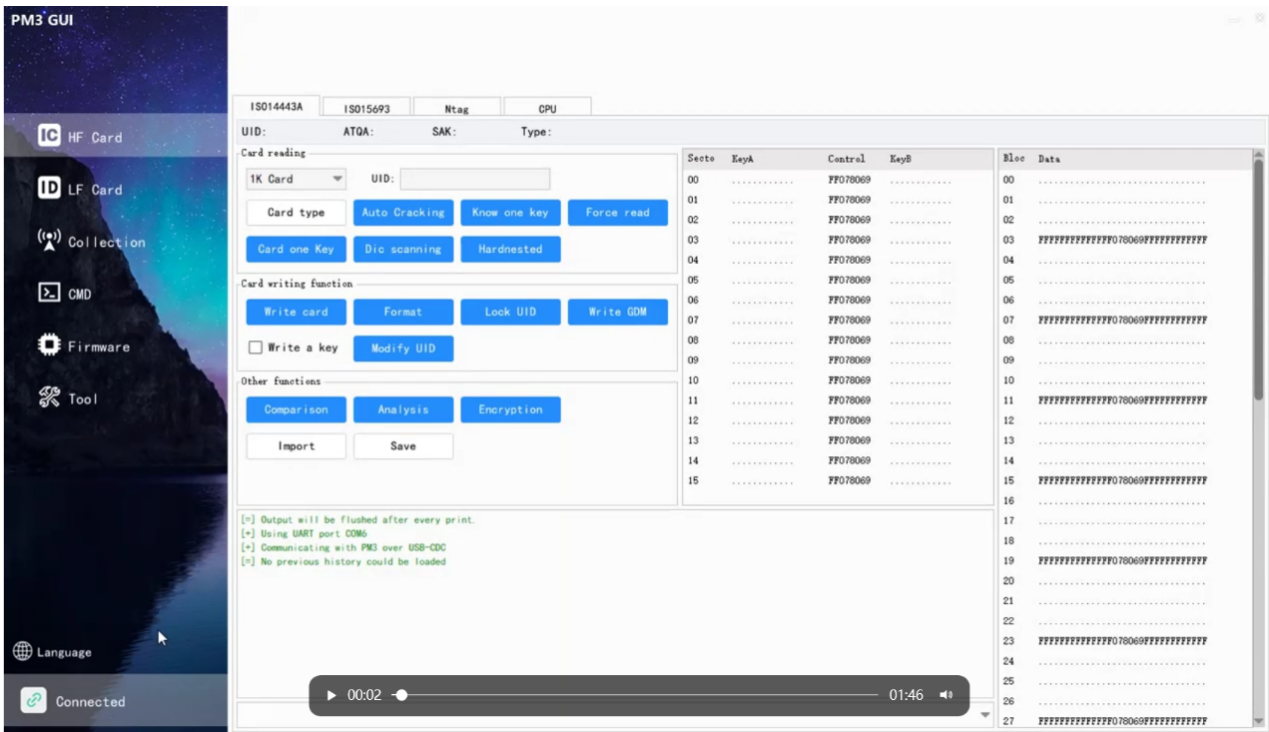 PM3 GUI
IC HF Card
ID LF Card
Collection
CMD
Firmware
Tool
Language
Connected
ISO14443A ISO15693 Ntag CPU
UID: ATQA: SAK: Type:
Card reading
1K Card UID:
Card type Auto Cracking Know one key Force read
Card one Key Dic scanning Hardnested
Card writing function
Write card Format Lock UID Write GDM
Write a key Modify UID
Other functions
Comparison Analysis Encryption
Import Save
Secto KeyA Control KeyB
00 ............ FF078069 ............
01 ............ FF078069 ............
02 ............ FF078069 ............
03 ............ FF078069 ............
04 ............ FF078069 ............
05 ............ FF078069 ............
06 ............ FF078069 ............
07 ............ FF078069 ............
08 ............ FF078069 ............
09 ............ FF078069 ............
10 ............ FF078069 ............
11 ............ FF078069 ............
12 ............ FF078069 ............
13 ............ FF078069 ............
14 ............ FF078069 ............
15 ............ FF078069 ............
Bloc Data
00 ................................
01 ................................
02 ................................
03 FFFFFFFFFFFFFF078069FFFFFFFFFFFF
04 ................................
05 ................................
06 ................................
07 FFFFFFFFFFFFFF078069FFFFFFFFFFFF
08 ................................
09 ................................
10 ................................
11 FFFFFFFFFFFFFF078069FFFFFFFFFFFF
12 ................................
13 ................................
14 ................................
15 FFFFFFFFFFFFFF078069FFFFFFFFFFFF
16 ................................
17 ................................
18 ................................
19 FFFFFFFFFFFFFF078069FFFFFFFFFFFF
20 ................................
21 ................................
22 ................................
23 FFFFFFFFFFFFFF078069FFFFFFFFFFFF
24 ................................
25 ................................
26 ................................
27 FFFFFFFFFFFFFF078069FFFFFFFFFFFF
[=] Output will be flushed after every print.
[+] Using UART port COM6
[+] Communicating with PM3 over USB-CDC
[=] No previous history could be loaded
00:02 01:46